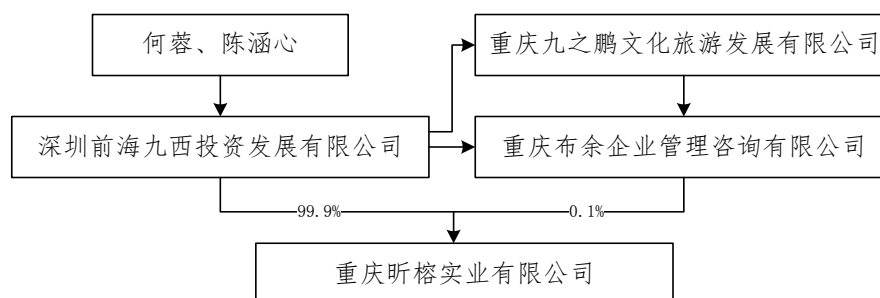 何蓉、陈涵心
重庆九之鹏文化旅游发展有限公司
深圳前海九西投资发展有限公司
重庆布余企业管理咨询有限公司
99.9%
0.1%
重庆昕榕实业有限公司